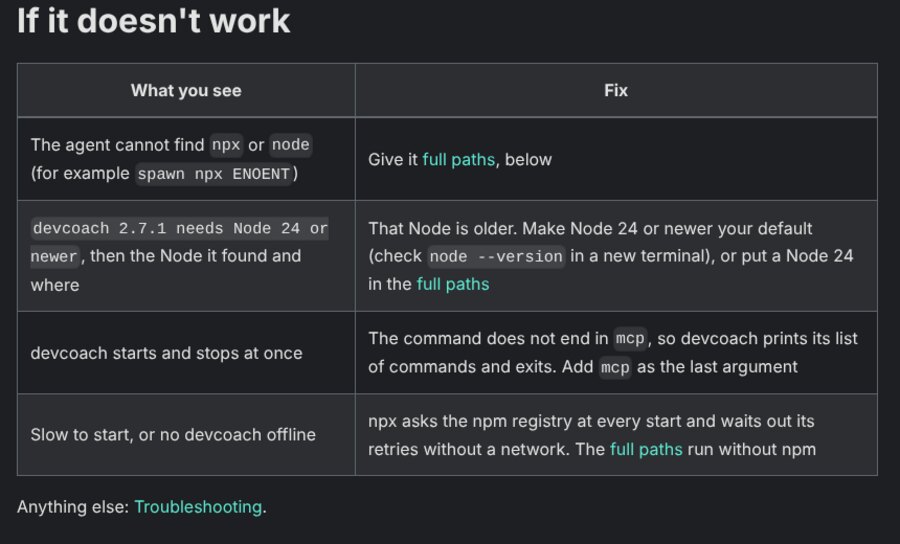 If it doesn't work
What you see
Fix
The agent cannot find npx or node
(for example spawn npx ENOENT)
Give it full paths, below
devcoach 2.7.1 needs Node 24 or
newer, then the Node it found and
where
That Node is older. Make Node 24 or newer your default
(check node --version in a new terminal), or put a Node 24
in the full paths
devcoach starts and stops at once
The command does not end in mcp, so devcoach prints its list
of commands and exits. Add mcp as the last argument
Slow to start, or no devcoach offline
npx asks the npm registry at every start and waits out its
retries without a network. The full paths run without npm
Anything else: Troubleshooting.